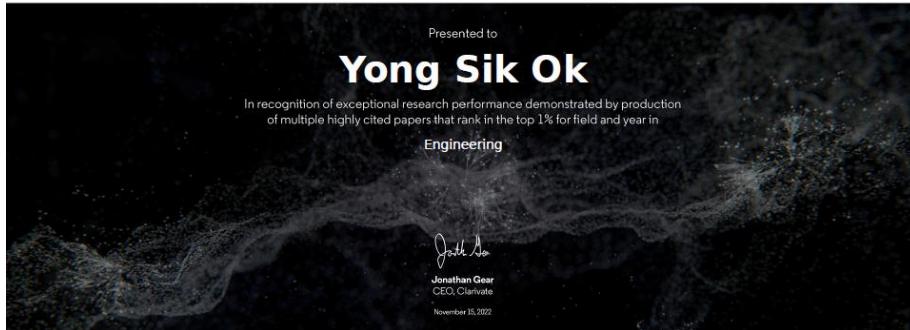 Presented to
Yong Sik Ok
In recognition of exceptional research performance demonstrated by production
of multiple highly cited papers that rank in the top 1% for field and year in
Engineering
Jonathan Gear
CEO, Clarivate
November 15, 2022